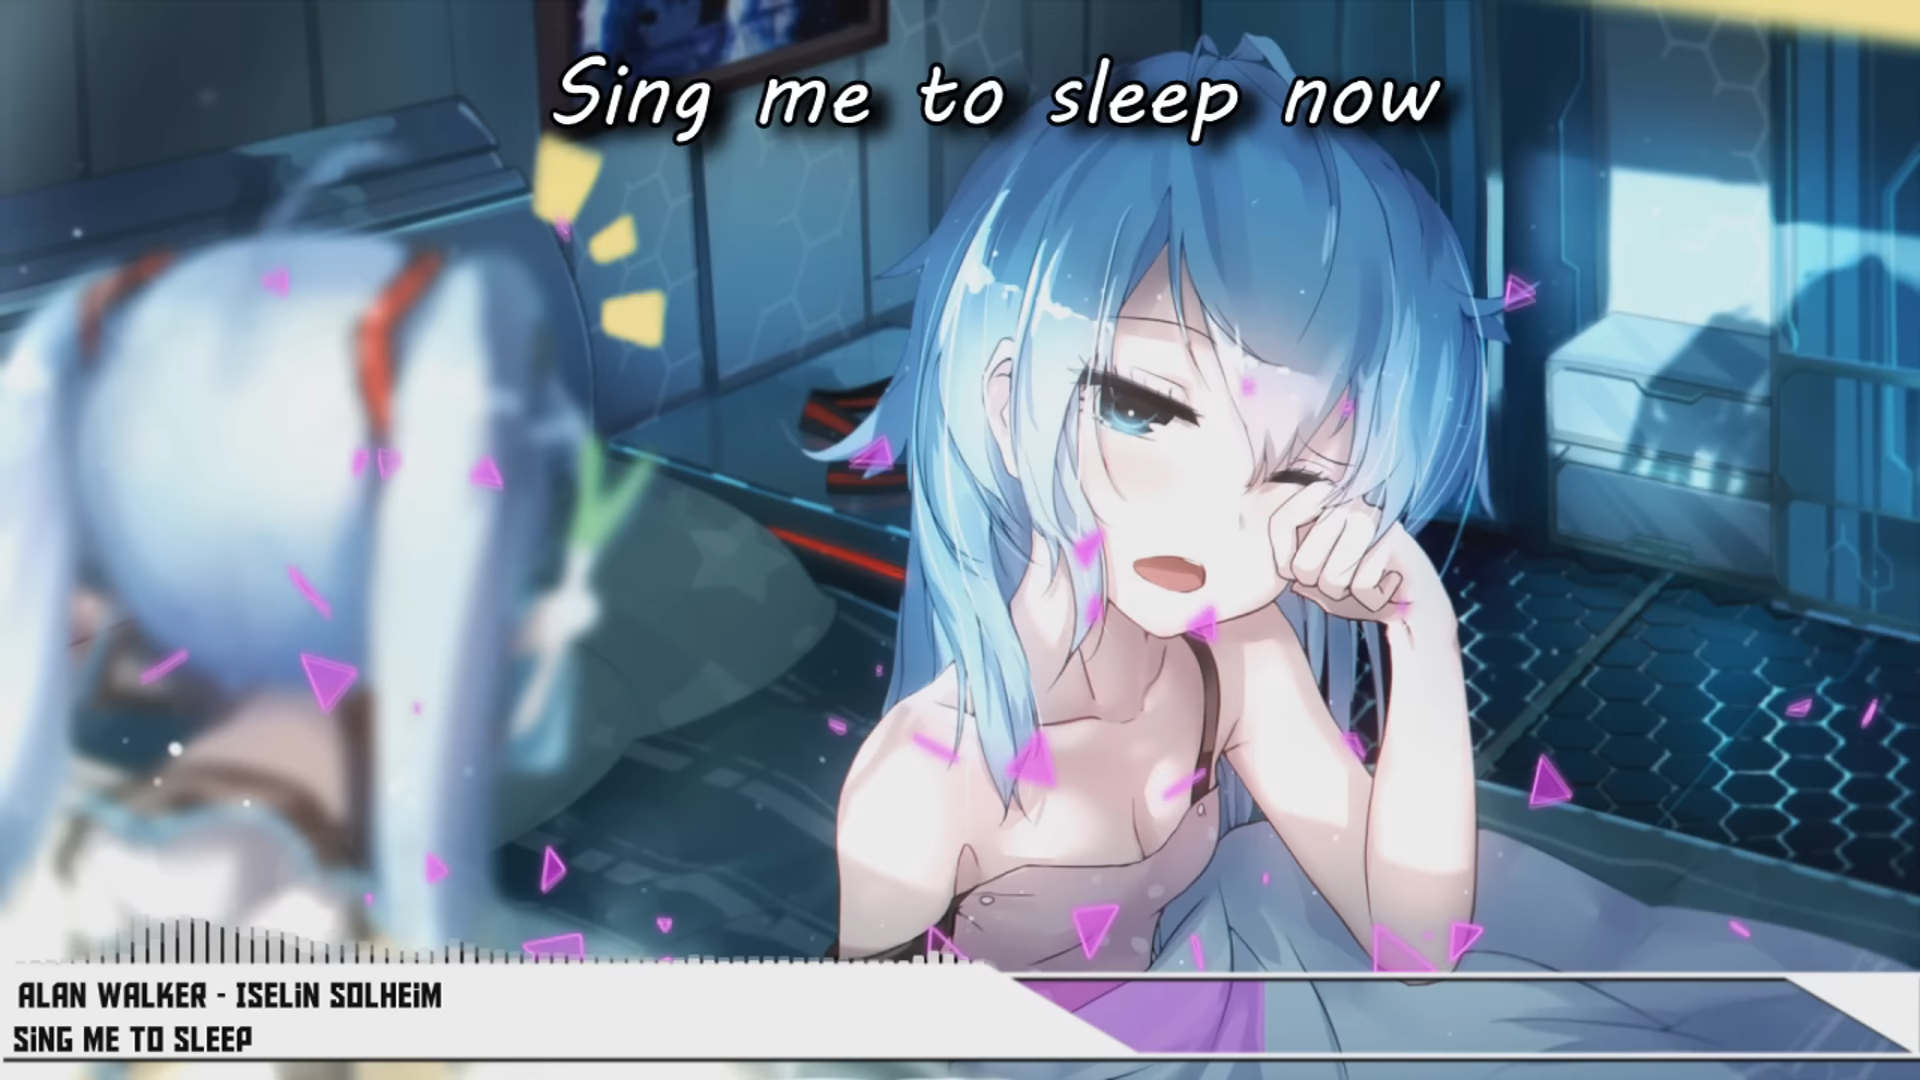 Sing me to sleep now
ALAN WALKER - ISELiN SOLHEiM
SiNG ME TO SLEEP